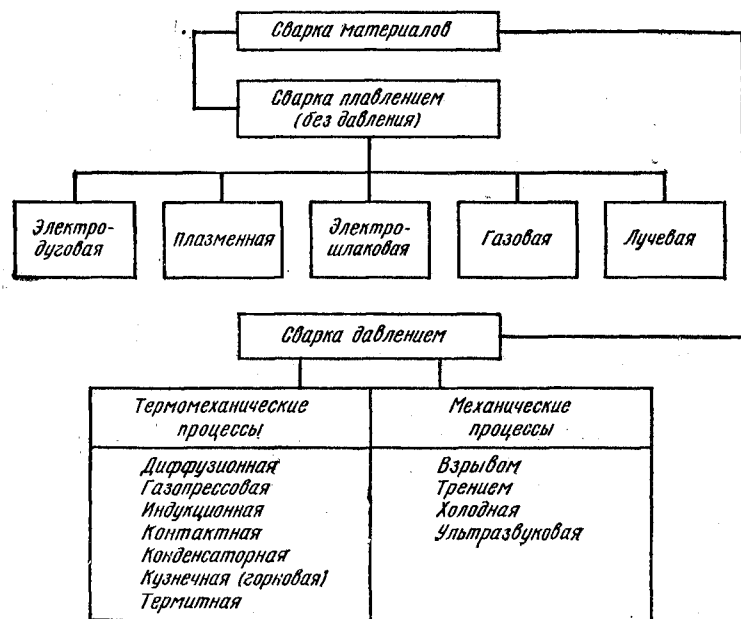 Сварка материалов
Сварка плавлением
(без давления)
Электро-
дуговая
Плазменная
Электро-
шлаковая
Газовая
Лучевая
Сварка давлением
Термомеханические
процессы
Механические
процессы
Диффузионная
Газопрессовая
Индукционная
Контактная
Конденсаторная
Кузнечная (горновая)
Термитная
Взрывом
Трением
Холодная
Ультразвуковая